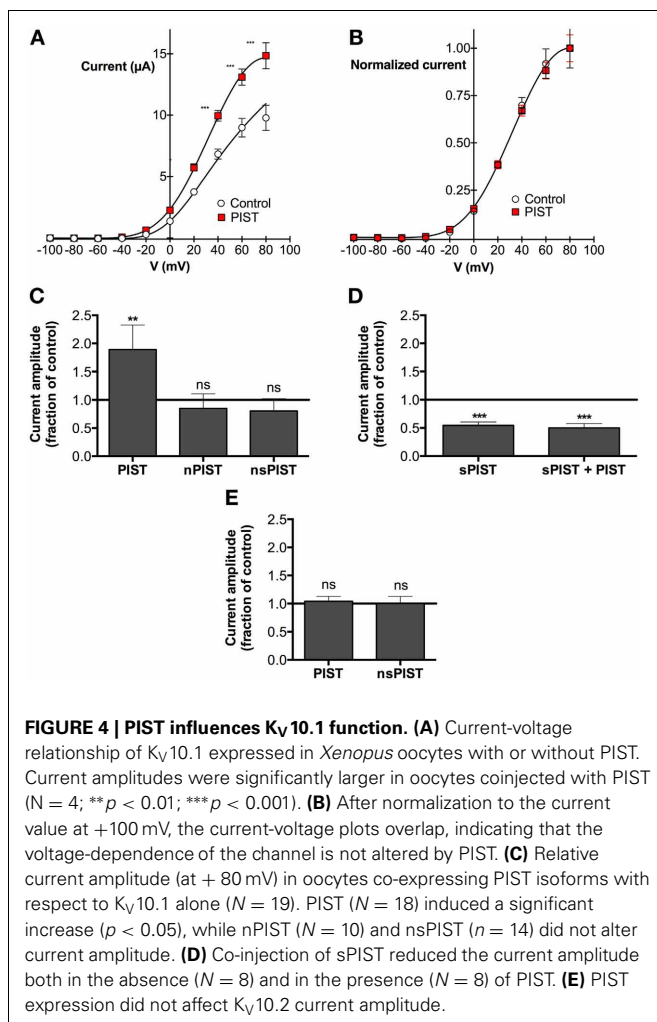 A
Current (µA)
15
10
5
***
***
***
Control
PIST
-100 -80 -60 -40 -20 0 20 40 60 80 100
V (mV)
B
Normalized current
1.00
0.75
0.50
0.25
Control
PIST
-100 -80 -60 -40 -20 0 20 40 60 80 100
V (mV)
C
Current amplitude
(fraction of control)
2.5
2.0
1.5
1.0
0.5
0.0
**
ns
ns
PIST nPIST nsPIST
D
Current amplitude
(fraction of control)
2.5
2.0
1.5
1.0
0.5
0.0
***
***
sPIST sPIST + PIST
E
Current amplitude
(fraction of control)
2.5
2.0
1.5
1.0
0.5
0.0
ns
ns
PIST nsPIST
FIGURE 4 | PIST influences KV10.1 function. (A) Current-voltage
relationship of KV10.1 expressed in Xenopus oocytes with or without PIST.
Current amplitudes were significantly larger in oocytes coinjected with PIST
(N = 4; **p < 0.01; ***p < 0.001). (B) After normalization to the current
value at +100 mV, the current-voltage plots overlap, indicating that the
voltage-dependence of the channel is not altered by PIST. (C) Relative
current amplitude (at + 80 mV) in oocytes co-expressing PIST isoforms with
respect to KV10.1 alone (N = 19). PIST (N = 18) induced a significant
increase (p < 0.05), while nPIST (N = 10) and nsPIST (n = 14) did not alter
current amplitude. (D) Co-injection of sPIST reduced the current amplitude
both in the absence (N = 8) and in the presence (N = 8) of PIST. (E) PIST
expression did not affect KV10.2 current amplitude.